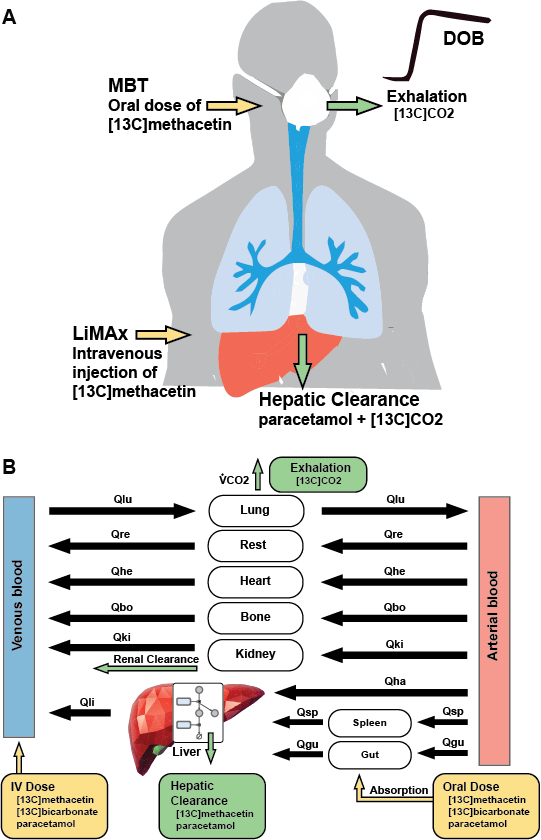 A
DOB
MBT
Oral dose of
[13C]methacetin
Exhalation
[13C]CO2
LiMAx
Intravenous
injection of
[13C]methacetin
Hepatic Clearance
paracetamol + [13C]CO2
B
V̇CO2
Exhalation
[13C]CO2
Venous blood
Arterial blood
Qlu
Lung
Qlu
Qre
Rest
Qre
Qhe
Heart
Qhe
Qbo
Bone
Qbo
Qki
Kidney
Qki
Renal Clearance
Qha
Qli
Liver
Qsp
Spleen
Qsp
Qgu
Gut
Qgu
Absorption
IV Dose
[13C]methacetin
[13C]bicarbonate
paracetamol
Hepatic
Clearance
[13C]methacetin
paracetamol
Oral Dose
[13C]methacetin
[13C]bicarbonate
paracetamol